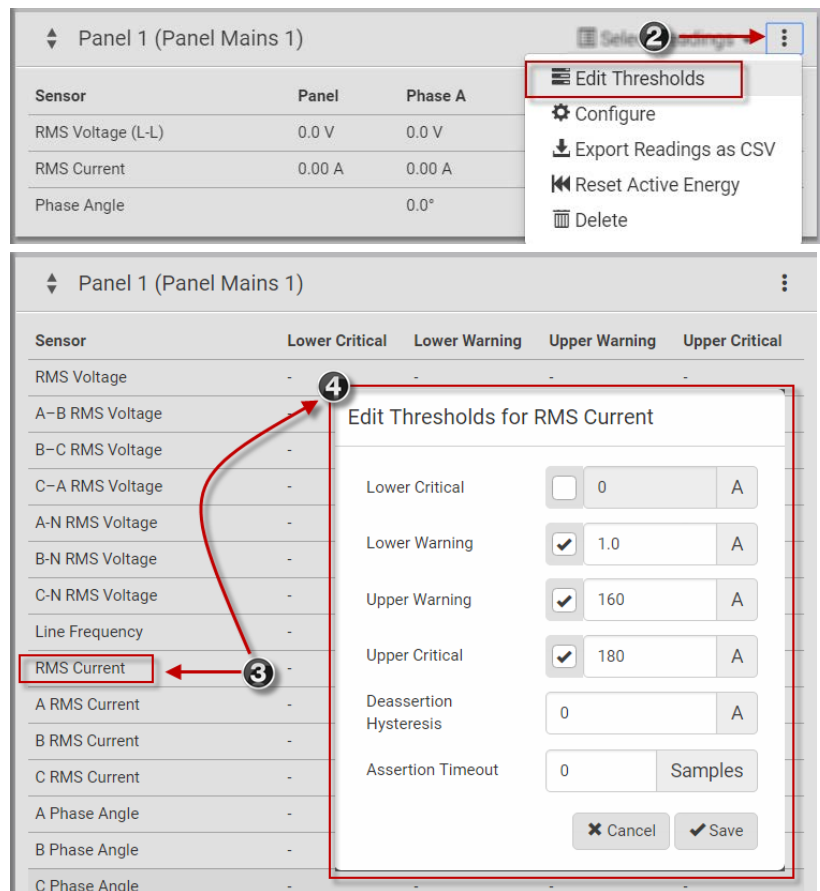 Panel 1 (Panel Mains 1)
2
Edit Thresholds
Configure
Export Readings as CSV
Reset Active Energy
Delete
Sensor Panel Phase A
RMS Voltage (L-L) 0.0 V 0.0 V
RMS Current 0.00 A 0.00 A
Phase Angle 0.0°
Panel 1 (Panel Mains 1)
Sensor Lower Critical Lower Warning Upper Warning Upper Critical
RMS Voltage - - - -
A–B RMS Voltage -
B–C RMS Voltage -
C–A RMS Voltage -
A-N RMS Voltage -
B-N RMS Voltage -
C-N RMS Voltage -
Line Frequency -
RMS Current -
A RMS Current -
B RMS Current -
C RMS Current -
A Phase Angle -
B Phase Angle -
C Phase Angle - - - -
3
4
Edit Thresholds for RMS Current
Lower Critical 0 A
Lower Warning 1.0 A
Upper Warning 160 A
Upper Critical 180 A
Deassertion
Hysteresis 0 A
Assertion Timeout 0 Samples
Cancel Save